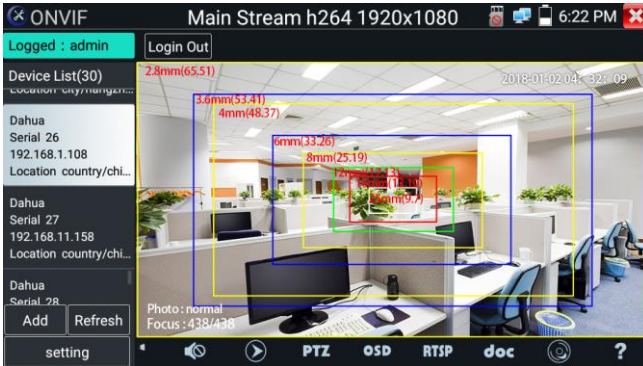 ONVIF
Main Stream h264 1920x1080
6:22 PM
Logged : admin
Login Out
Device List(30)
Dahua
Serial 26
192.168.1.108
Location country/chi...
Dahua
Serial 27
192.168.11.158
Location country/chi...
Dahua
Serial 28
Add
Refresh
setting
2.8mm(65.51)
2018-01-02 04: 32: 09
3.6mm(53.41)
4mm(48.37)
6mm(33.26)
8mm(25.19)
Photo : normal
Focus : 438/438
PTZ
OSD
RTSP
doc
?